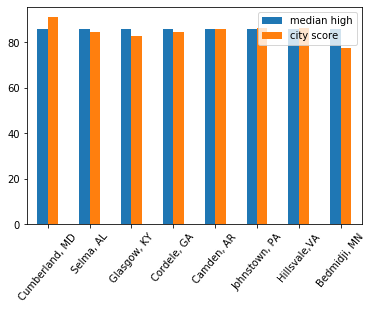 median high
city score
80
60
40
20
0
Cumberland, MD
Selma, AL
Glasgow, KY
Cordele, GA
Camden, AR
Johnstown, PA
Hillsvale,VA
Bedmidji, MN